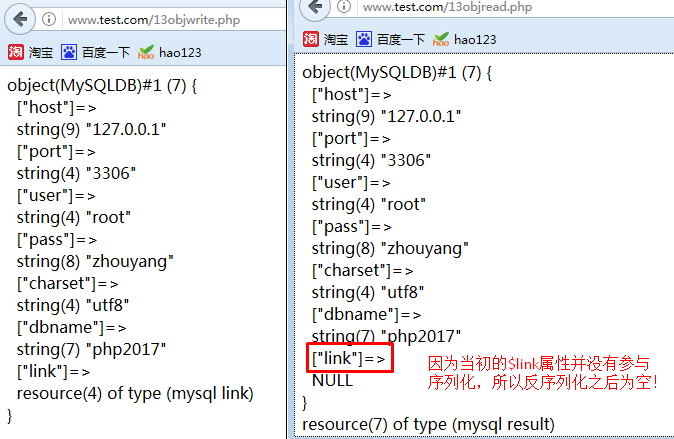 www.test.com/13objwrite.php
淘宝 百度一下 hao123
object(MySQLDB)#1 (7) {
["host"]=>
string(9) "127.0.0.1"
["port"]=>
string(4) "3306"
["user"]=>
string(4) "root"
["pass"]=>
string(8) "zhouyang"
["charset"]=>
string(4) "utf8"
["dbname"]=>
string(7) "php2017"
["link"]=>
resource(4) of type (mysql link)
}
www.test.com/13objread.php
淘宝 百度一下 hao123
object(MySQLDB)#1 (7) {
["host"]=>
string(9) "127.0.0.1"
["port"]=>
string(4) "3306"
["user"]=>
string(4) "root"
["pass"]=>
string(8) "zhouyang"
["charset"]=>
string(4) "utf8"
["dbname"]=>
string(7) "php2017"
["link"]=>
NULL
}
resource(7) of type (mysql result)
因为当初的$link属性并没有参与
序列化，所以反序列化之后为空！